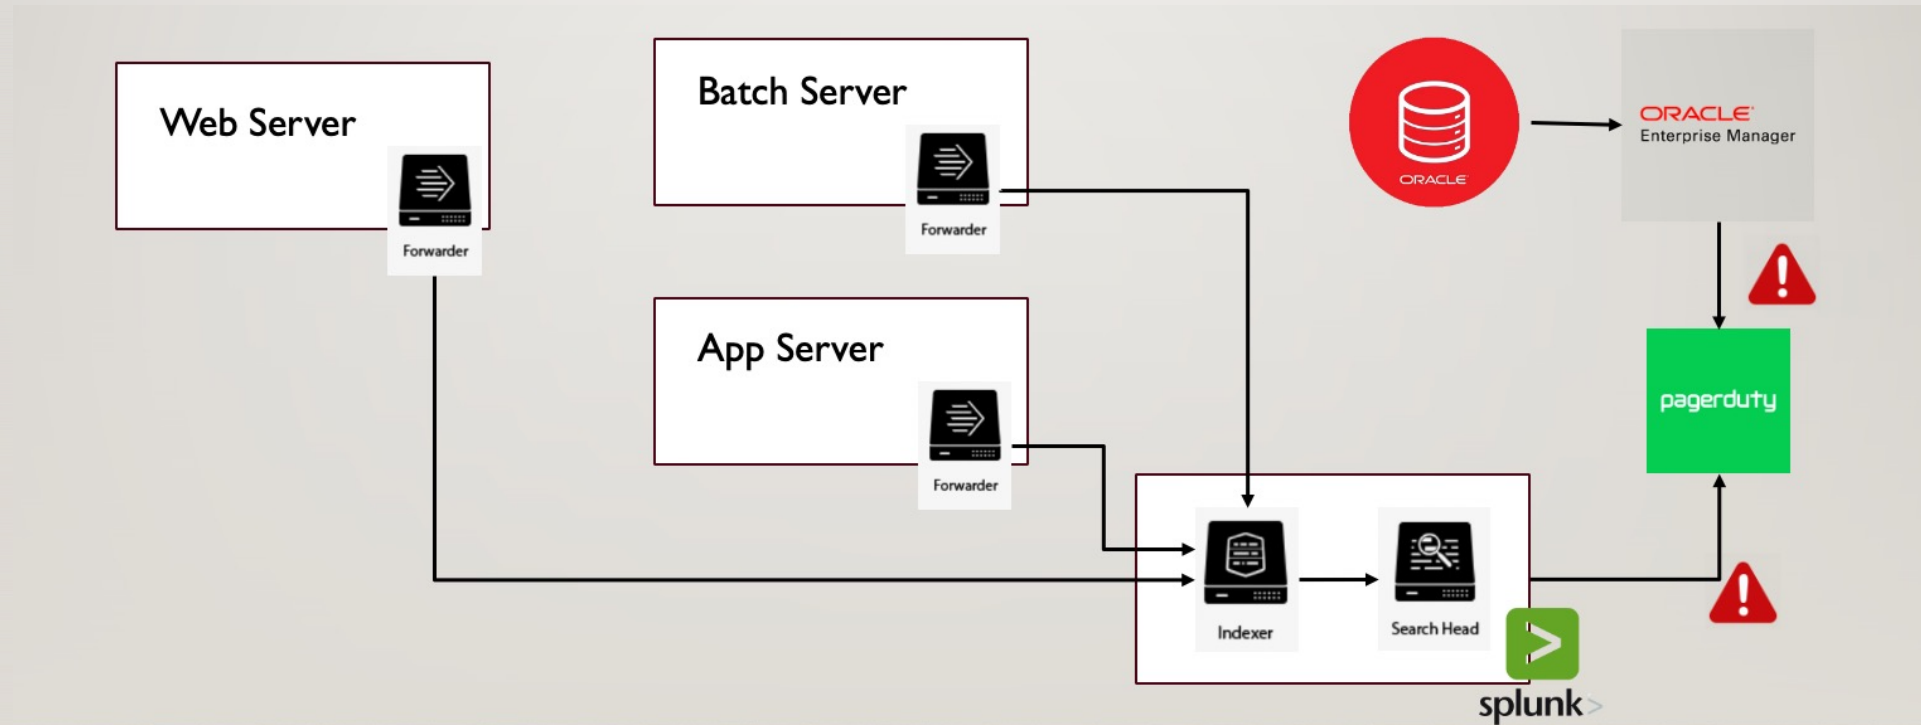 Web Server
Forwarder
Batch Server
Forwarder
App Server
Forwarder
ORACLE
ORACLE
Enterprise Manager
pagerduty
Indexer
Search Head
splunk>